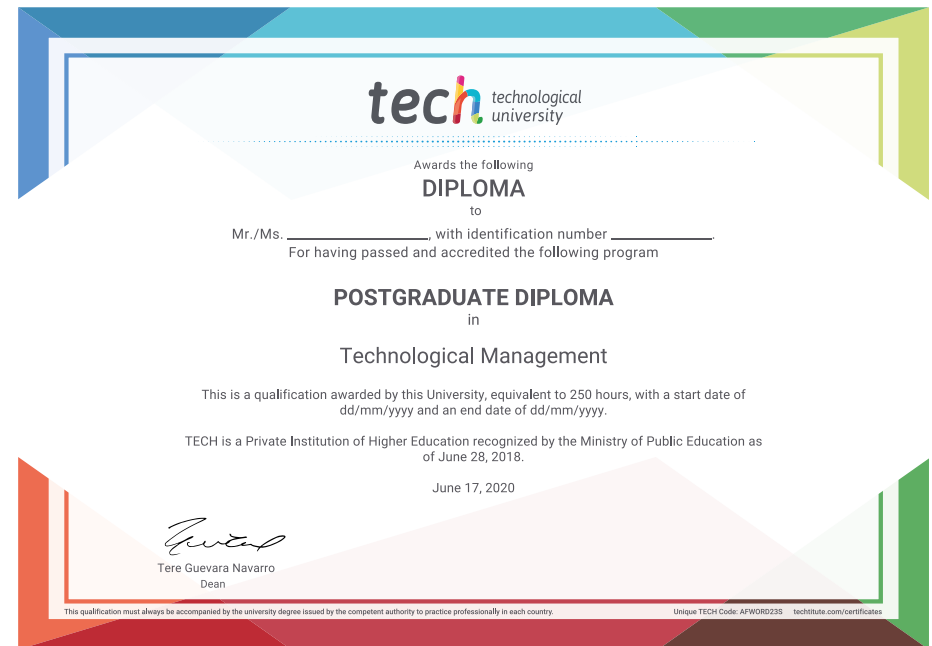 tech technological
university
Awards the following
DIPLOMA
to
Mr./Ms. __________________, with identification number _____________.
For having passed and accredited the following program
POSTGRADUATE DIPLOMA
in
Technological Management
This is a qualification awarded by this University, equivalent to 250 hours, with a start date of
dd/mm/yyyy and an end date of dd/mm/yyyy.
TECH is a Private Institution of Higher Education recognized by the Ministry of Public Education as
of June 28, 2018.
June 17, 2020
Tere Guevara Navarro
Dean
This qualification must always be accompanied by the university degree issued by the competent authority to practice professionally in each country.
Unique TECH Code: AFWORD23S techtitute.com/certificates